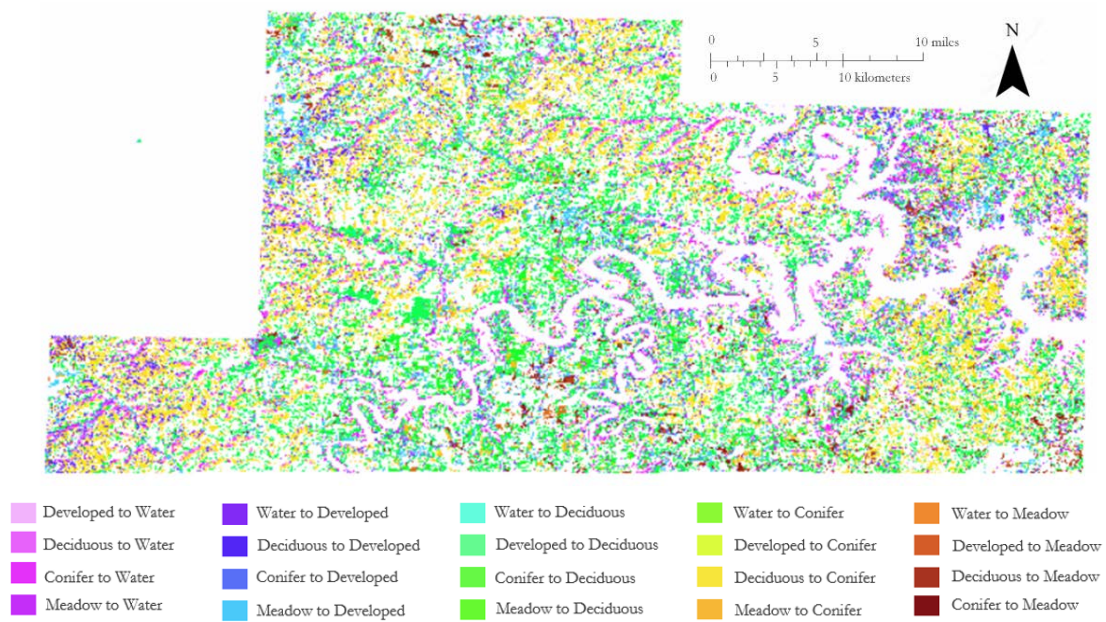 N
0 5 10 miles
0 5 10 kilometers
Developed to Water
Water to Developed
Water to Deciduous
Water to Conifer
Water to Meadow
Deciduous to Water
Deciduous to Developed
Developed to Deciduous
Developed to Conifer
Developed to Meadow
Conifer to Water
Conifer to Developed
Conifer to Deciduous
Deciduous to Conifer
Deciduous to Meadow
Meadow to Water
Meadow to Developed
Meadow to Deciduous
Meadow to Conifer
Conifer to Meadow